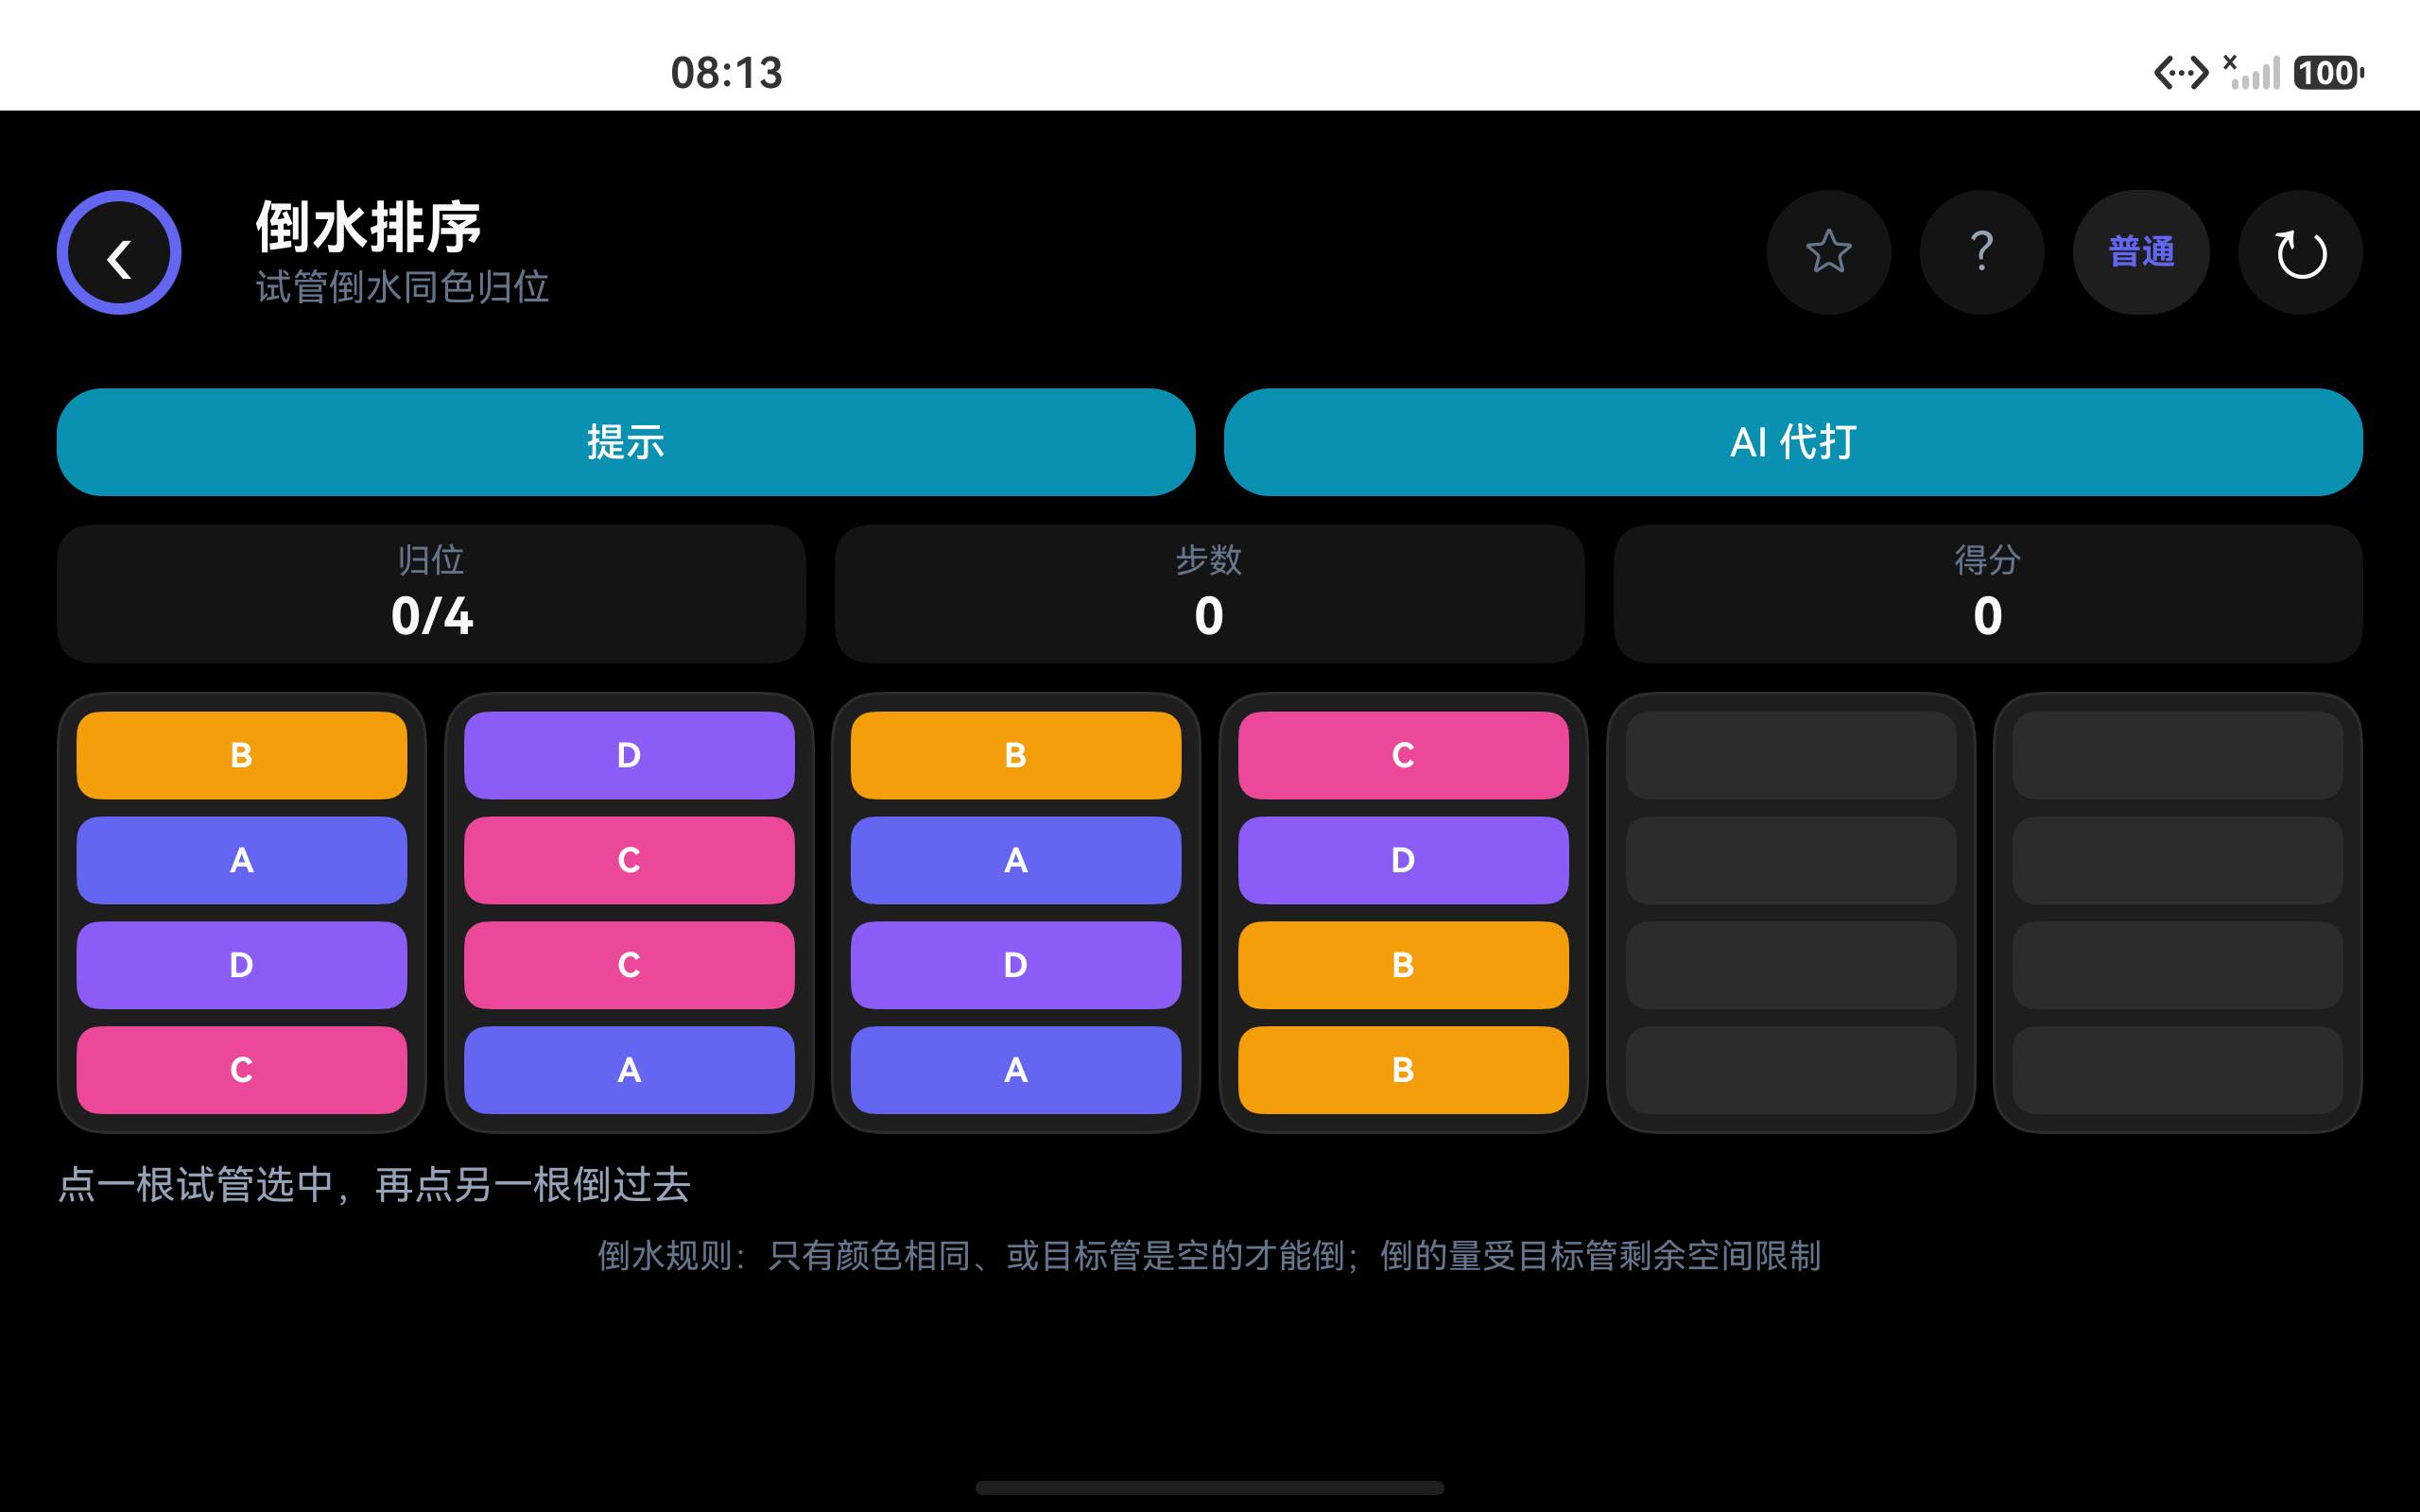 08:13
100
倒水排序
试管倒水同色归位
?
普通
提示
AI 代打
归位
0/4
步数
0
得分
0
B D B C
A C A D
D C D B
C A A B
点一根试管选中，再点另一根倒过去
倒水规则：只有颜色相同、或目标管是空的才能倒；倒的量受目标管剩余空间限制